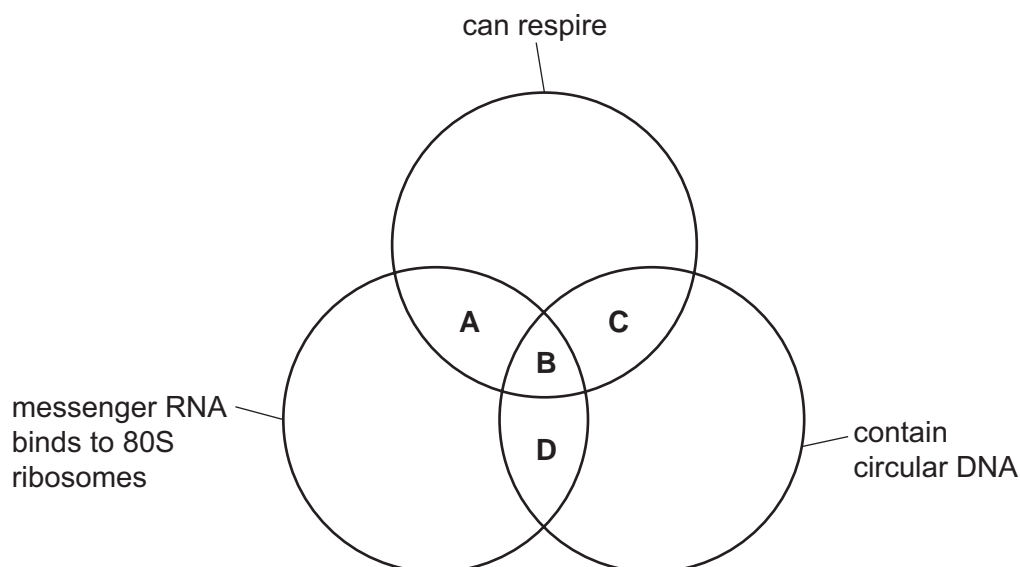 can respire
A
C
B
messenger RNA
binds to 80S
ribosomes
D
contain
circular DNA